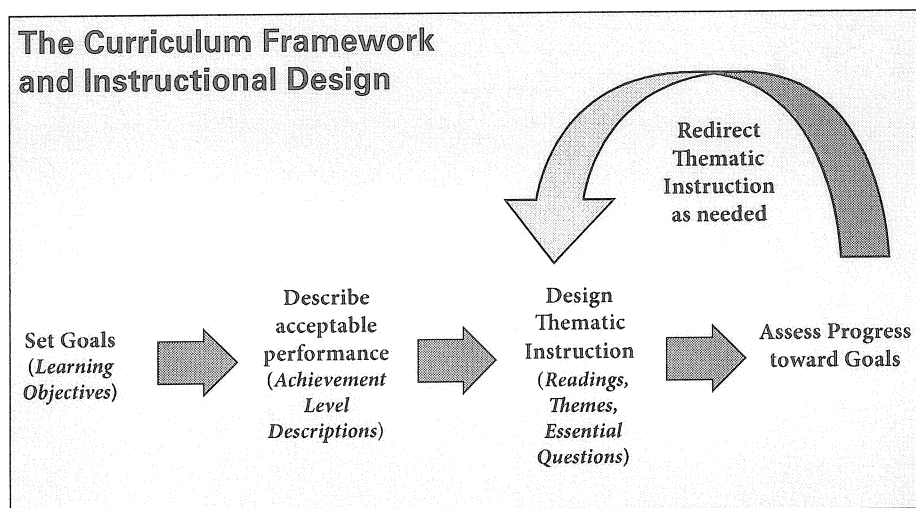 The Curriculum Framework
and Instructional Design
Redirect
Thematic
Instruction
as needed
Set Goals
(Learning
Objectives)
Describe
acceptable
performance
(Achievement
Level
Descriptions)
Design
Thematic
Instruction
(Readings,
Themes,
Essential
Questions)
Assess Progress
toward Goals